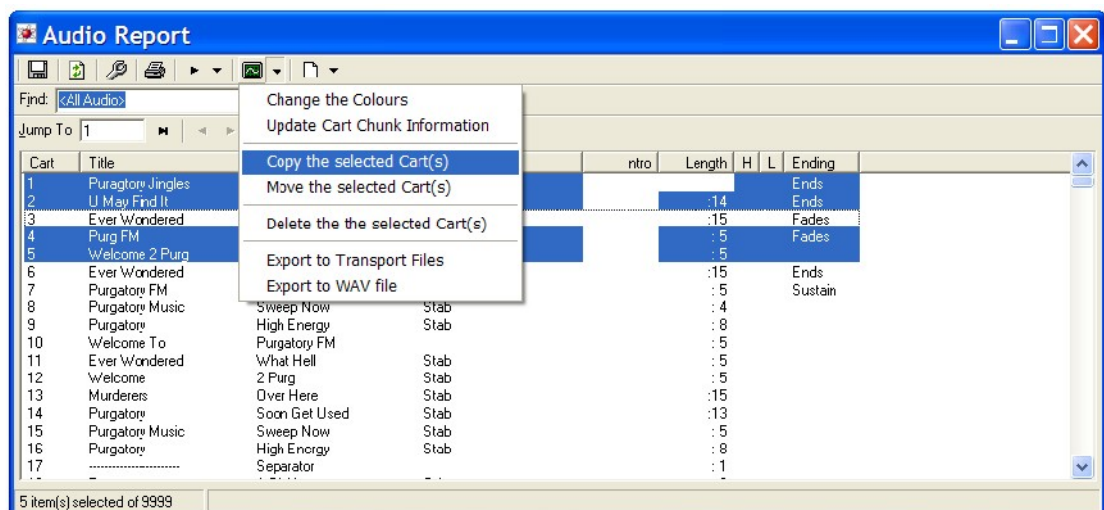 Audio Report
Find: <All Audio>
Jump To 1
Change the Colours
Update Cart Chunk Information
Copy the selected Cart(s)
Move the selected Cart(s)
Delete the the selected Cart(s)
Export to Transport Files
Export to WAV file
Cart Title ntro Length H L Ending
1 Puragtory Jingles Ends
2 U May Find It :14 Ends
3 Ever Wondered :15 Fades
4 Purg FM : 5 Fades
5 Welcome 2 Purg : 5
6 Ever Wondered :15 Ends
7 Purgatory FM : 5 Sustain
8 Purgatory Music Sweep Now Stab : 4
9 Purgatory High Energy Stab : 8
10 Welcome To Purgatory FM : 5
11 Ever Wondered What Hell Stab : 5
12 Welcome 2 Purg Stab : 5
13 Murderers Over Here Stab :15
14 Purgatory Soon Get Used Stab :13
15 Purgatory Music Sweep Now Stab : 5
16 Purgatory High Energy Stab : 8
17 ----------------------- Separator : 1
5 item(s) selected of 9999